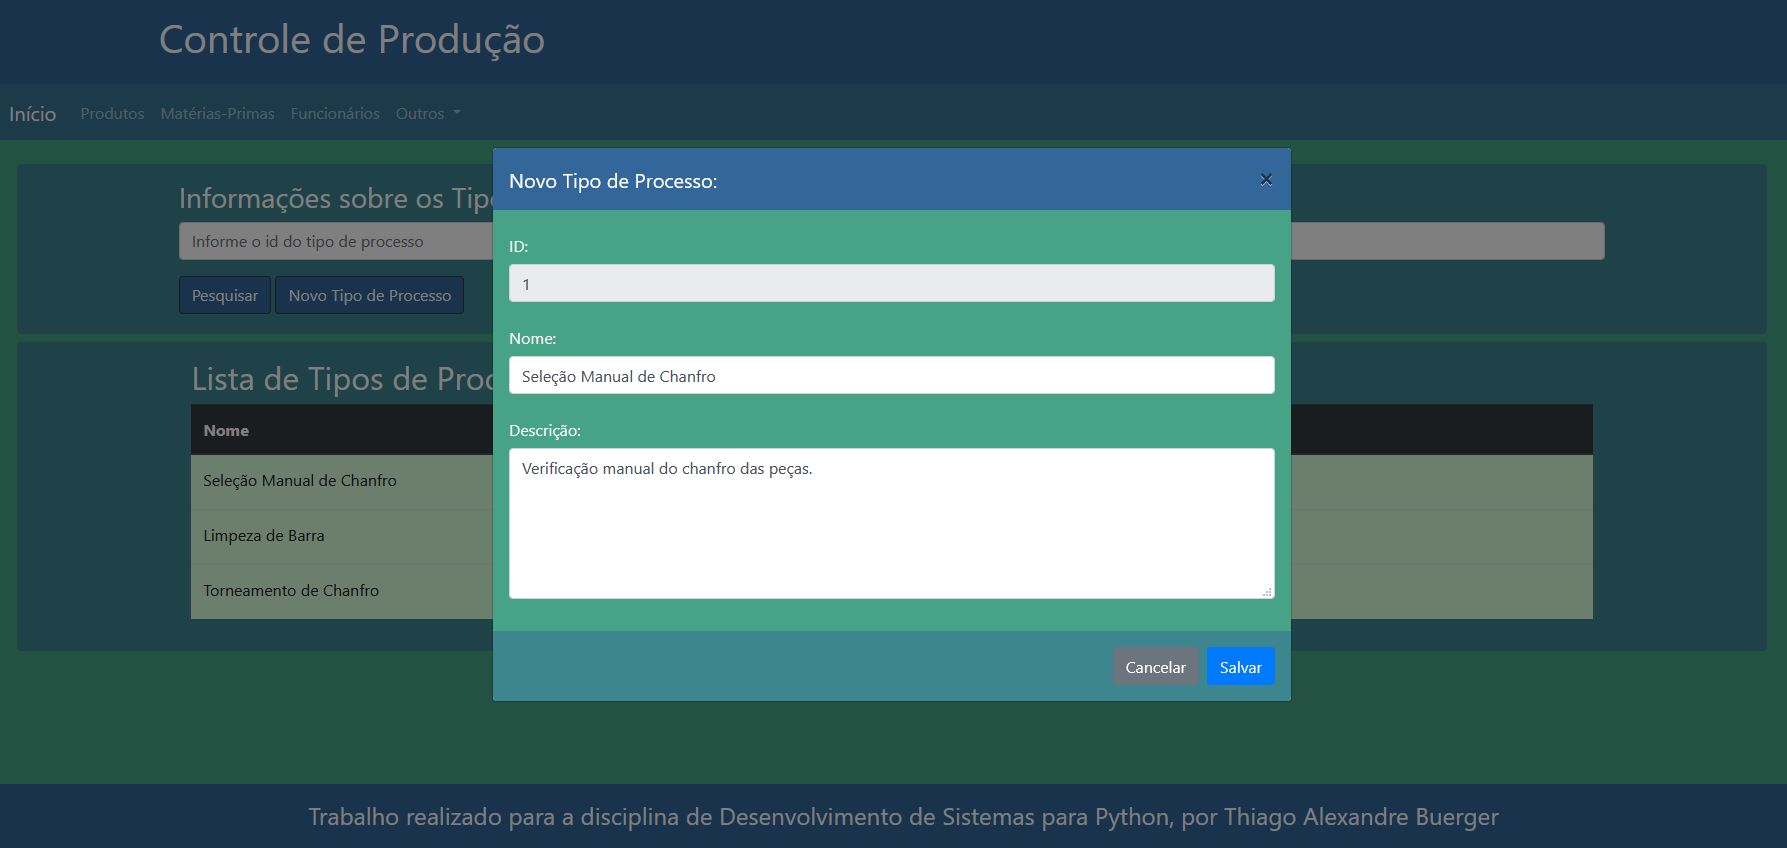 Controle de Produção
Início Produtos Matérias-Primas Funcionários Outros
Informações sobre os
Informe o id do tipo de processo
Pesquisar Novo Tipo de Processo
Lista de Tipos de
Nome
Seleção Manual de Chanfro
Limpeza de Barra
Torneamento de Chanfro
Novo Tipo de Processo: ×
ID:
1
Nome:
Seleção Manual de Chanfro
Descrição:
Verificação manual do chanfro das peças.
Cancelar Salvar
Trabalho realizado para a disciplina de Desenvolvimento de Sistemas para Python, por Thiago Alexandre Buerger